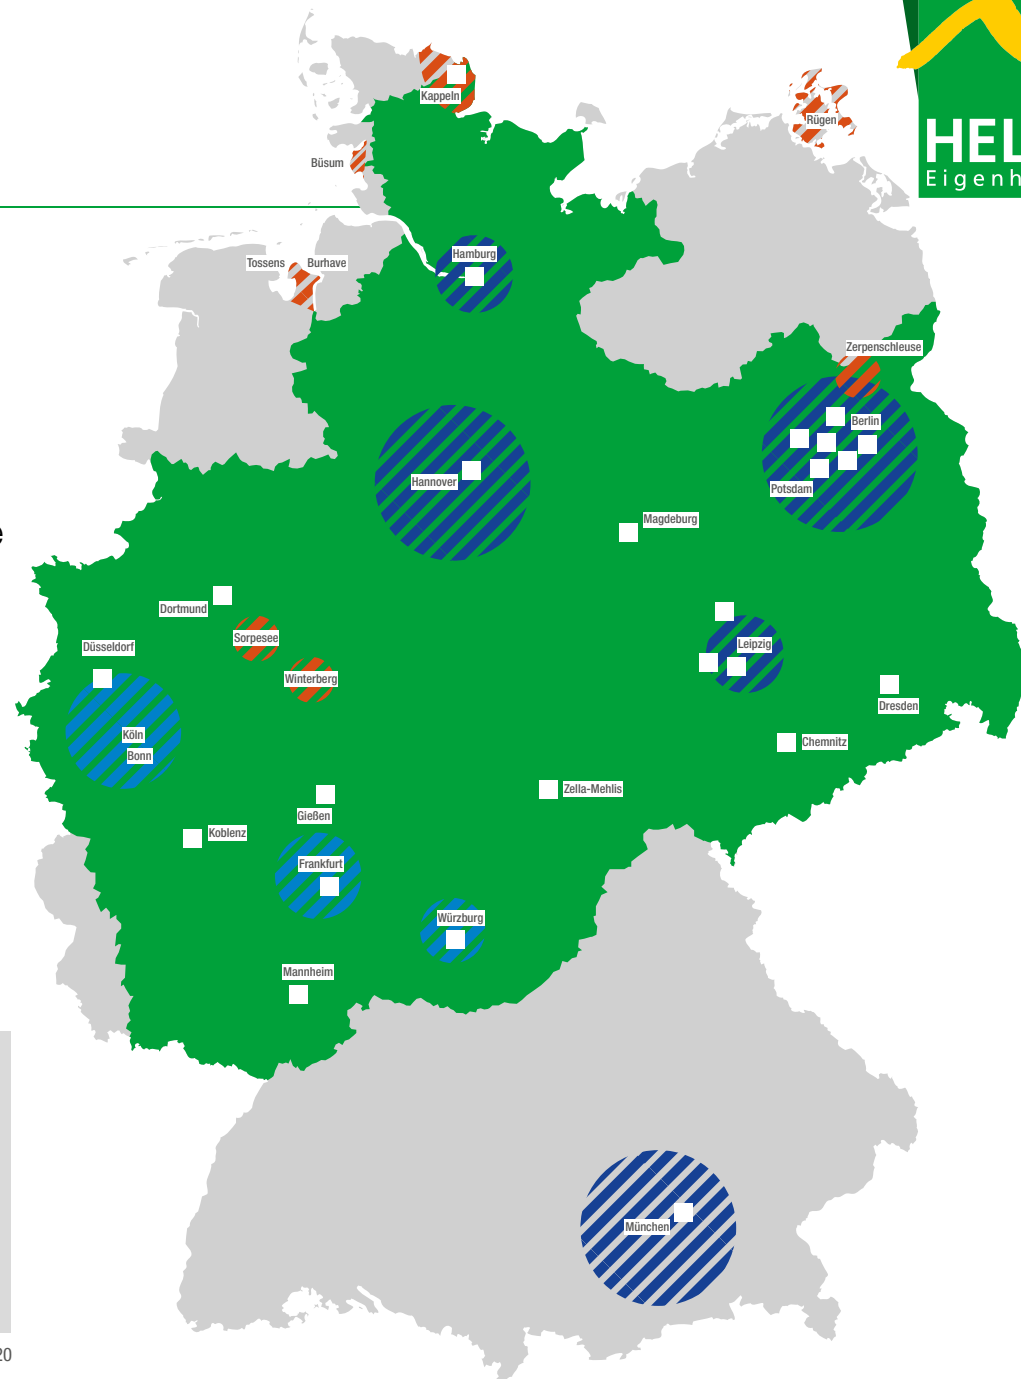 HEL
Eigenh
Kappeln
Rügen
Büsum
Hamburg
Tossens
Burhave
Zerpenschleuse
Berlin
Hannover
Potsdam
Magdeburg
e
Dortmund
Sorpesee
Düsseldorf
Leipzig
Winterberg
Dresden
Köln
Chemnitz
Bonn
Zella-Mehlis
Gießen
Koblenz
Frankfurt
Würzburg
Mannheim
München
20